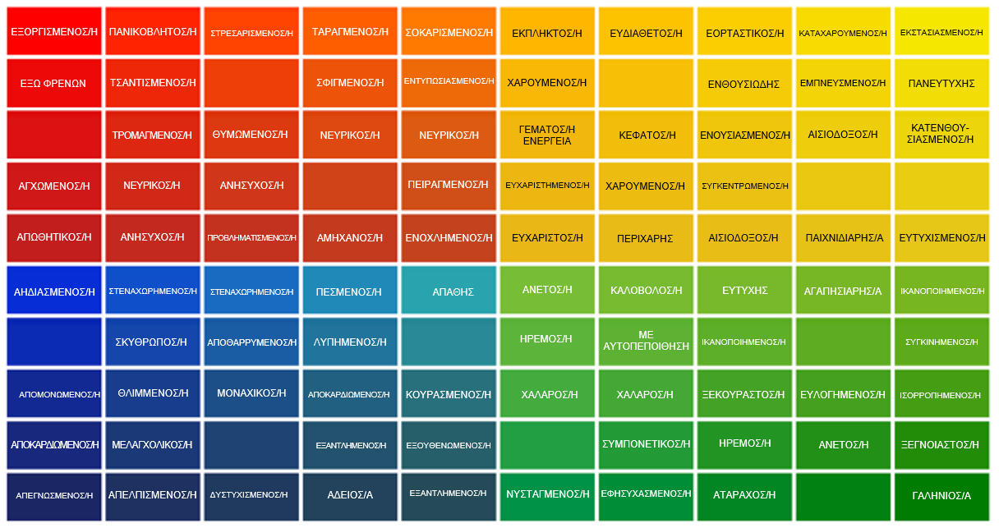 ΕΞΟΡΓΙΣΜΕΝΟΣ/Η ΠΑΝΙΚΟΒΛΗΤΟΣ/Η ΣΤΡΕΣΑΡΙΣΜΕΝΟΣ/Η ΤΑΡΑΓΜΕΝΟΣ/Η ΣΟΚΑΡΙΣΜΕΝΟΣ/Η ΕΚΠΛΗΚΤΟΣ/Η ΕΥΔΙΑΘΕΤΟΣ/Η ΕΟΡΤΑΣΤΙΚΟΣ/Η ΚΑΤΑΧΑΡΟΥΜΕΝΟΣ/Η ΕΚΣΤΑΣΙΑΣΜΕΝΟΣ/Η
ΕΞΩ ΦΡΕΝΩΝ ΤΣΑΝΤΙΣΜΕΝΟΣ/Η ΣΦΙΓΜΕΝΟΣ/Η ΕΝΤΥΠΩΣΙΑΣΜΕΝΟΣ/Η ΧΑΡΟΥΜΕΝΟΣ/Η ΕΝΘΟΥΣΙΩΔΗΣ ΕΜΠΝΕΥΣΜΕΝΟΣ/Η ΠΑΝΕΥΤΥΧΗΣ
ΤΡΟΜΑΓΜΕΝΟΣ/Η ΘΥΜΩΜΕΝΟΣ/Η ΝΕΥΡΙΚΟΣ/Η ΝΕΥΡΙΚΟΣ/Η ΓΕΜΑΤΟΣ/Η
ΕΝΕΡΓΕΙΑ ΚΕΦΑΤΟΣ/Η ΕΝΟΥΣΙΑΣΜΕΝΟΣ/Η ΑΙΣΙΟΔΟΞΟΣ/Η ΚΑΤΕΝΘΟΥ-
ΣΙΑΣΜΕΝΟΣ/Η
ΑΓΧΩΜΕΝΟΣ/Η ΝΕΥΡΙΚΟΣ/Η ΑΝΗΣΥΧΟΣ/Η ΠΕΙΡΑΓΜΕΝΟΣ/Η ΕΥΧΑΡΙΣΤΗΜΕΝΟΣ/Η ΧΑΡΟΥΜΕΝΟΣ/Η ΣΥΓΚΕΝΤΡΩΜΕΝΟΣ/Η
ΑΠΩΘΗΤΙΚΟΣ/Η ΑΝΗΣΥΧΟΣ/Η ΠΡΟΒΛΗΜΑΤΙΣΜΕΝΟΣ/Η ΑΜΗΧΑΝΟΣ/Η ΕΝΟΧΛΗΜΕΝΟΣ/Η ΕΥΧΑΡΙΣΤΟΣ/Η ΠΕΡΙΧΑΡΗΣ ΑΙΣΙΟΔΟΞΟΣ/Η ΠΑΙΧΝΙΔΙΑΡΗΣ/Α ΕΥΤΥΧΙΣΜΕΝΟΣ/Η
ΑΗΔΙΑΣΜΕΝΟΣ/Η ΣΤΕΝΑΧΩΡΗΜΕΝΟΣ/Η ΣΤΕΝΑΧΩΡΗΜΕΝΟΣ/Η ΠΕΣΜΕΝΟΣ/Η ΑΠΑΘΗΣ ΑΝΕΤΟΣ/Η ΚΑΛΟΒΟΛΟΣ/Η ΕΥΤΥΧΗΣ ΑΓΑΠΗΣΙΑΡΗΣ/Α ΙΚΑΝΟΠΟΙΗΜΕΝΟΣ/Η
ΣΚΥΘΡΩΠΟΣ/Η ΑΠΟΘΑΡΡΥΜΕΝΟΣ/Η ΛΥΠΗΜΕΝΟΣ/Η ΗΡΕΜΟΣ/Η ΜΕ
ΑΥΤΟΠΕΠΟΙΘΗΣΗ ΙΚΑΝΟΠΟΙΗΜΕΝΟΣ/Η ΣΥΓΚΙΝΗΜΕΝΟΣ/Η
ΑΠΟΜΟΝΩΜΕΝΟΣ/Η ΘΛΙΜΜΕΝΟΣ/Η ΜΟΝΑΧΙΚΟΣ/Η ΑΠΟΚΑΡΔΙΩΜΕΝΟΣ/Η ΚΟΥΡΑΣΜΕΝΟΣ/Η ΧΑΛΑΡΟΣ/Η ΧΑΛΑΡΟΣ/Η ΞΕΚΟΥΡΑΣΤΟΣ/Η ΕΥΛΟΓΗΜΕΝΟΣ/Η ΙΣΟΡΡΟΠΗΜΕΝΟΣ/Η
ΑΠΟΚΑΡΔΙΩΜΕΝΟΣ/Η ΜΕΛΑΓΧΟΛΙΚΟΣ/Η ΕΞΑΝΤΛΗΜΕΝΟΣ/Η ΕΞΟΥΘΕΝΩΜΕΝΟΣ/Η ΣΥΜΠΟΝΕΤΙΚΟΣ/Η ΗΡΕΜΟΣ/Η ΑΝΕΤΟΣ/Η ΞΕΓΝΟΙΑΣΤΟΣ/Η
ΑΠΕΓΝΩΣΜΕΝΟΣ/Η ΑΠΕΛΠΙΣΜΕΝΟΣ/Η ΔΥΣΤΥΧΙΣΜΕΝΟΣ/Η ΑΔΕΙΟΣ/Α ΕΞΑΝΤΛΗΜΕΝΟΣ/Η ΝΥΣΤΑΓΜΕΝΟΣ/Η ΕΦΗΣΥΧΑΣΜΕΝΟΣ/Η ΑΤΑΡΑΧΟΣ/Η ΓΑΛΗΝΙΟΣ/Α